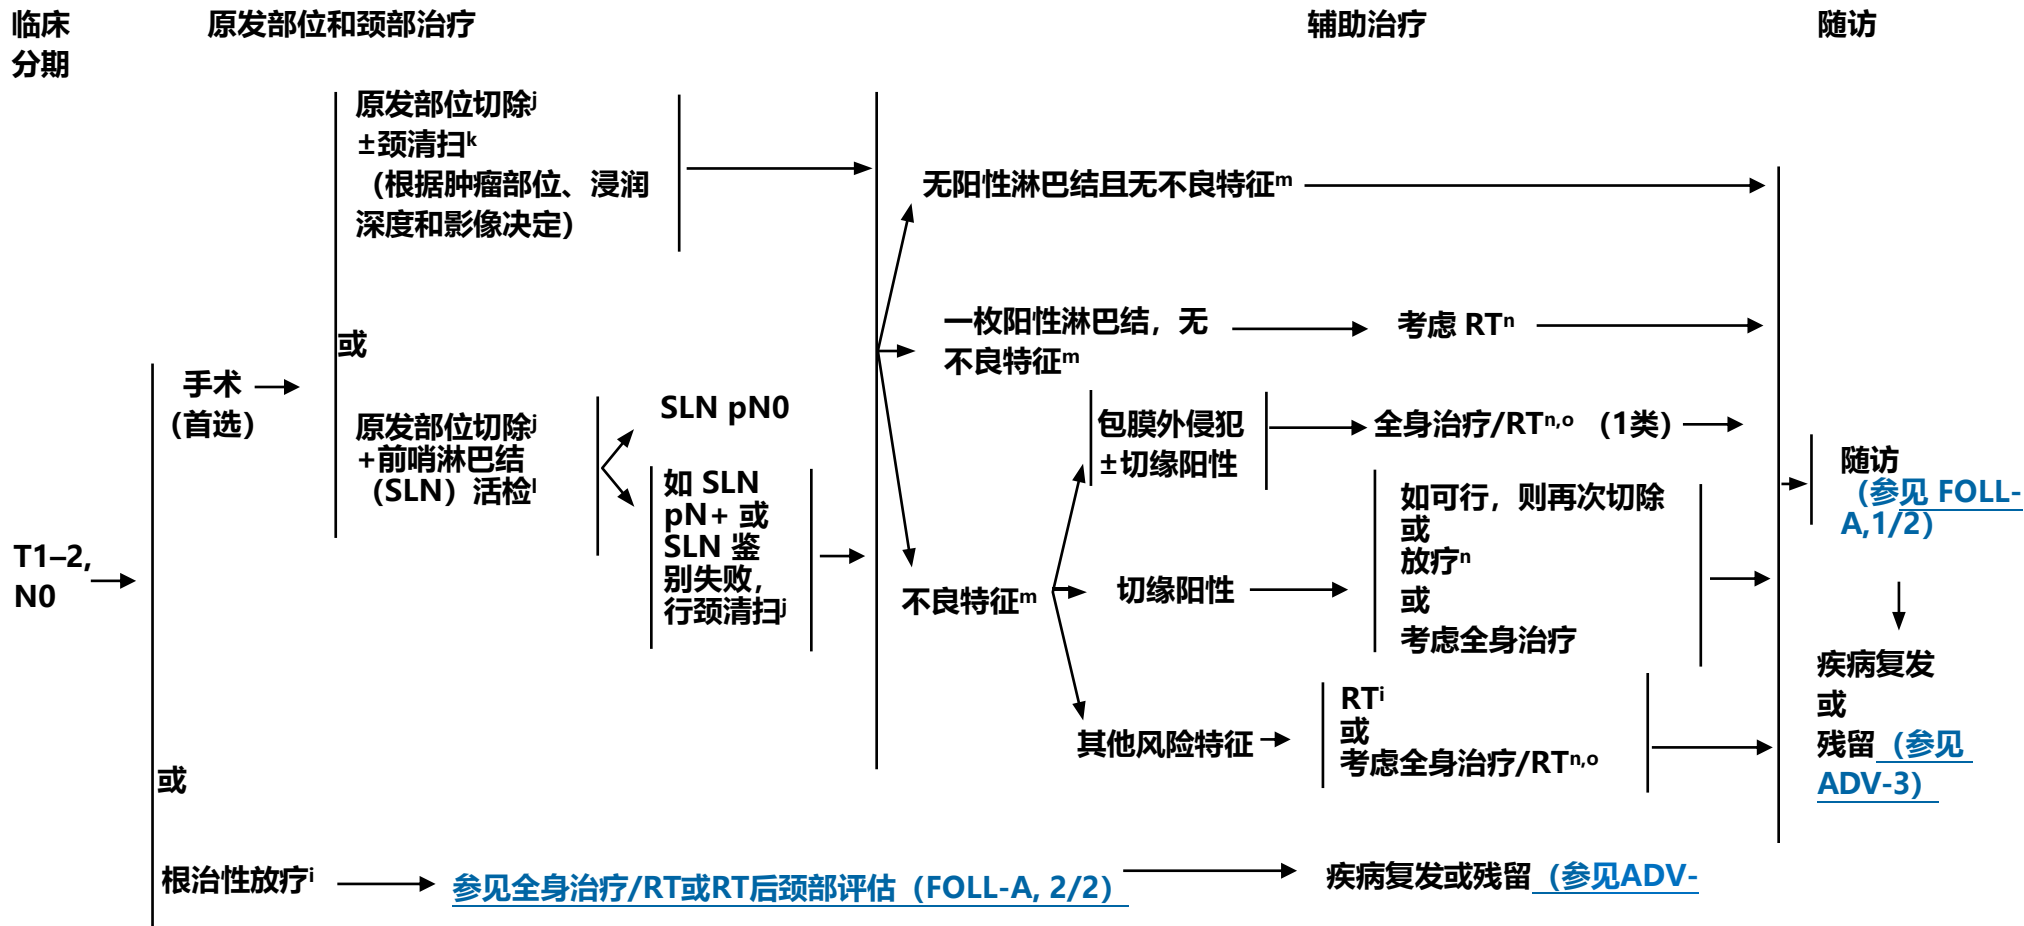 临床
分期
原发部位和颈部治疗
辅助治疗
随访
原发部位切除j
±颈清扫k
（根据肿瘤部位、浸润
深度和影像决定）
或
手术
（首选）
原发部位切除j
+前哨淋巴结
（SLN）活检l
SLN pN0
如 SLN
pN+ 或
SLN 鉴
别失败，
行颈清扫j
T1–2,
N0
或
根治性放疗i
参见全身治疗/RT或RT后颈部评估（FOLL-A, 2/2）
疾病复发或残留（参见ADV-
无阳性淋巴结且无不良特征m
一枚阳性淋巴结，无
不良特征m
考虑 RTn
不良特征m
包膜外侵犯
±切缘阳性
全身治疗/RTn,o （1类）
切缘阳性
如可行，则再次切除
或
放疗n
或
考虑全身治疗
其他风险特征
RTi
或
考虑全身治疗/RTn,o
随访
（参见 FOLL-
A,1/2）
疾病复发
或
残留（参见
ADV-3）